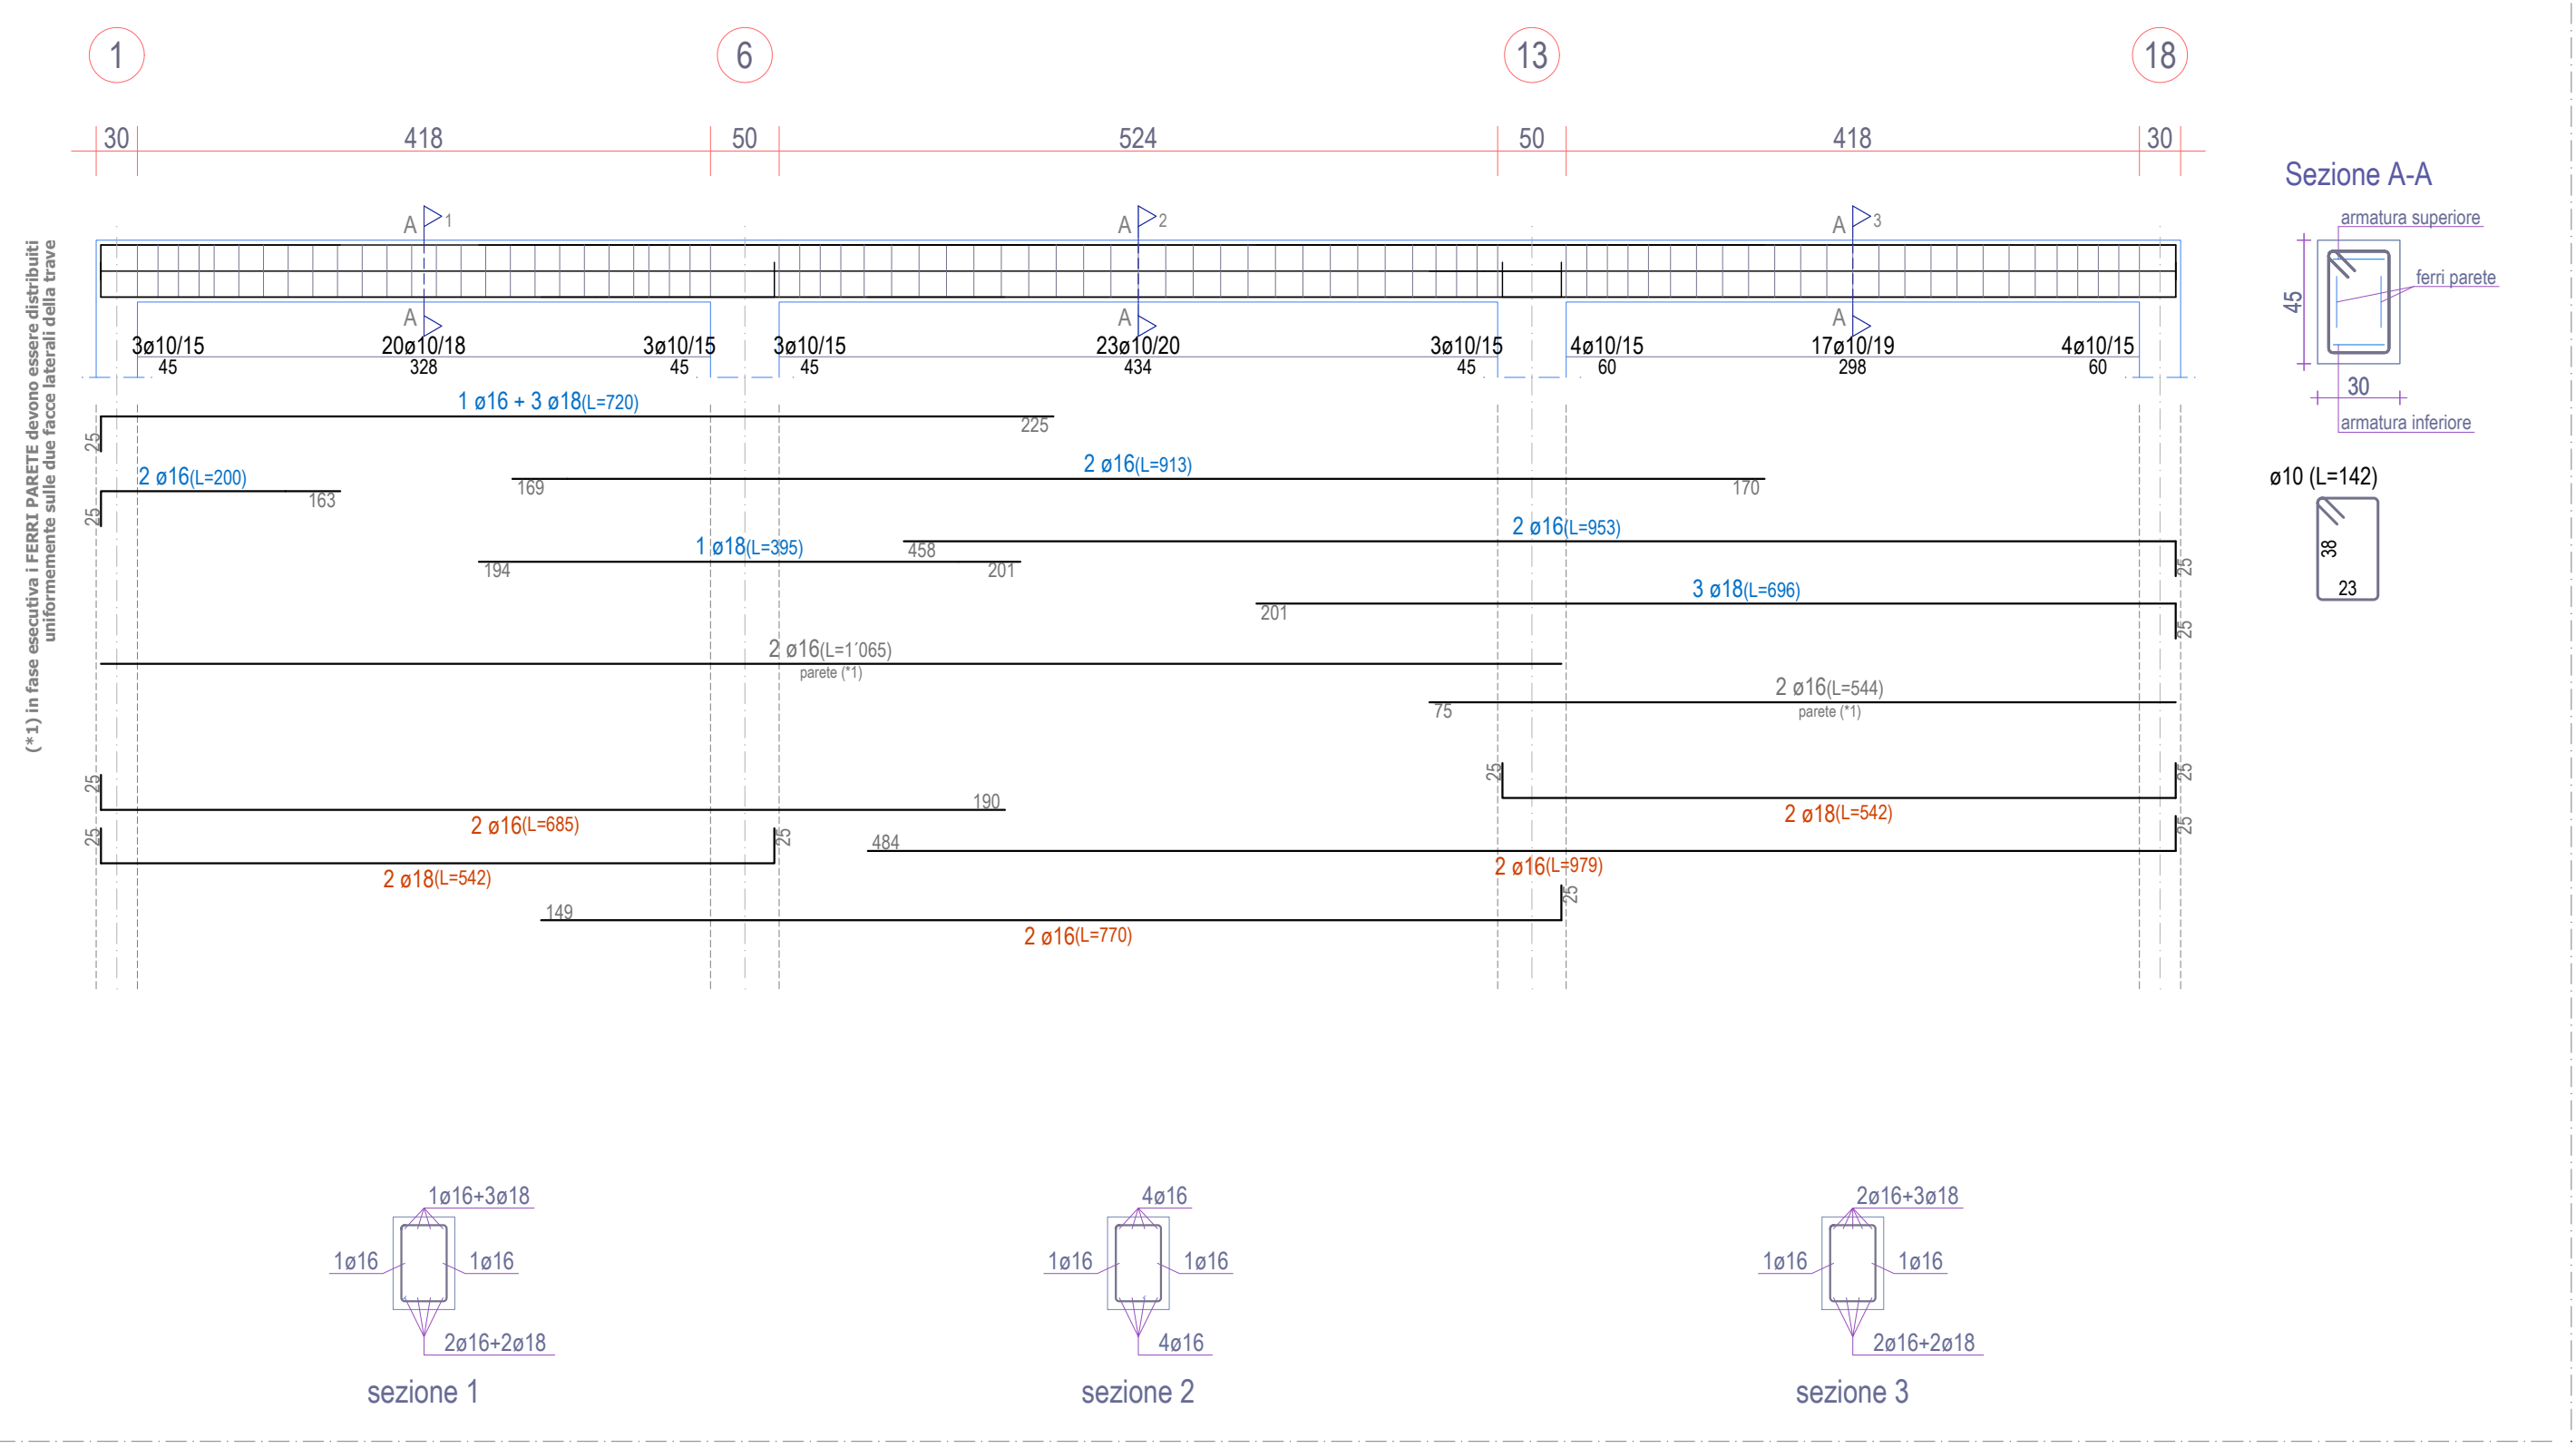 1 6 13 18
30 418 50 524 50 418 30
Sezione A-A
armatura superiore
ferri parete
45
30
armatura inferiore
ø10 (L=142)
38
23
(*1) in fase esecutiva i FERRI PARETE devono essere distribuiti
uniformemente sulle due facce laterali della trave
A 1 A 2 A 3
A A A
3ø10/15 20ø10/18 3ø10/15 3ø10/15 23ø10/20 3ø10/15 4ø10/15 17ø10/19 4ø10/15
45 328 45 45 434 45 60 298 60
1 ø16 + 3 ø18(L=720)
25 225
2 ø16(L=200)
25 163
2 ø16(L=913)
169 170
2 ø16(L=953)
458 25
1 ø18(L=395)
194 201
3 ø18(L=696)
201 25
2 ø16(L=1´065)
parete (*1)
2 ø16(L=544)
75 parete (*1)
25 190
2 ø16(L=685)
25 25
2 ø18(L=542)
25 25
2 ø18(L=542)
484 25
2 ø16(L=979)
149 25
2 ø16(L=770)
1ø16+3ø18
1ø16 1ø16
2ø16+2ø18
sezione 1
4ø16
1ø16 1ø16
4ø16
sezione 2
2ø16+3ø18
1ø16 1ø16
2ø16+2ø18
sezione 3